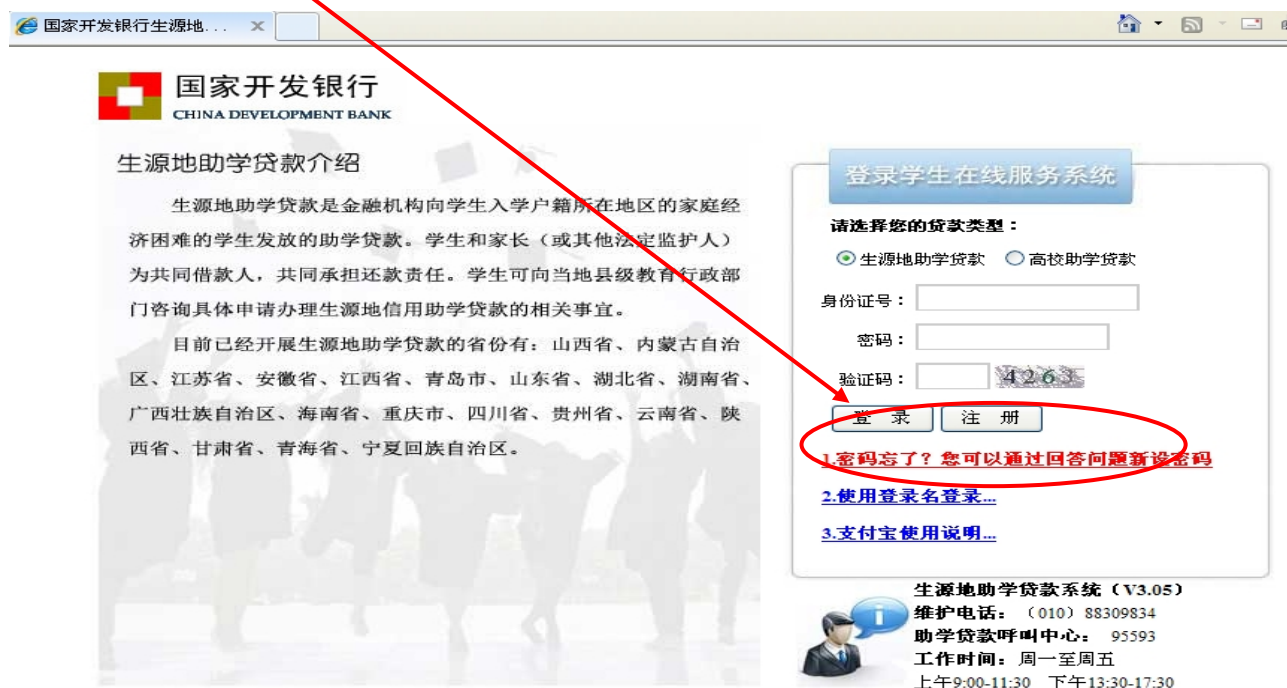 国家开发银行生源地...
国家开发银行
CHINA DEVELOPMENT BANK
生源地助学贷款介绍
生源地助学贷款是金融机构向学生入学户籍所在地区的家庭经
济困难的学生发放的助学贷款。学生和家长（或其他法定监护人）
为共同借款人，共同承担还款责任。学生可向当地县级教育行政部
门咨询具体申请办理生源地信用助学贷款的相关事宜。
目前已经开展生源地助学贷款的省份有：山西省、内蒙古自治
区、江苏省、安徽省、江西省、青岛市、山东省、湖北省、湖南省、
广西壮族自治区、海南省、重庆市、四川省、贵州省、云南省、陕
西省、甘肃省、青海省、宁夏回族自治区。
登录学生在线服务系统
请选择您的贷款类型：
生源地助学贷款 高校助学贷款
身份证号：
密码：
验证码： 4263
登 录 注 册
1.密码忘了？您可以通过回答问题新设密码
2.使用登录名登录...
3.支付宝使用说明...
生源地助学贷款系统（V3.05）
维护电话： （010）88309834
助学贷款呼叫中心： 95593
工作时间：周一至周五
上午9:00-11:30 下午13:30-17:30